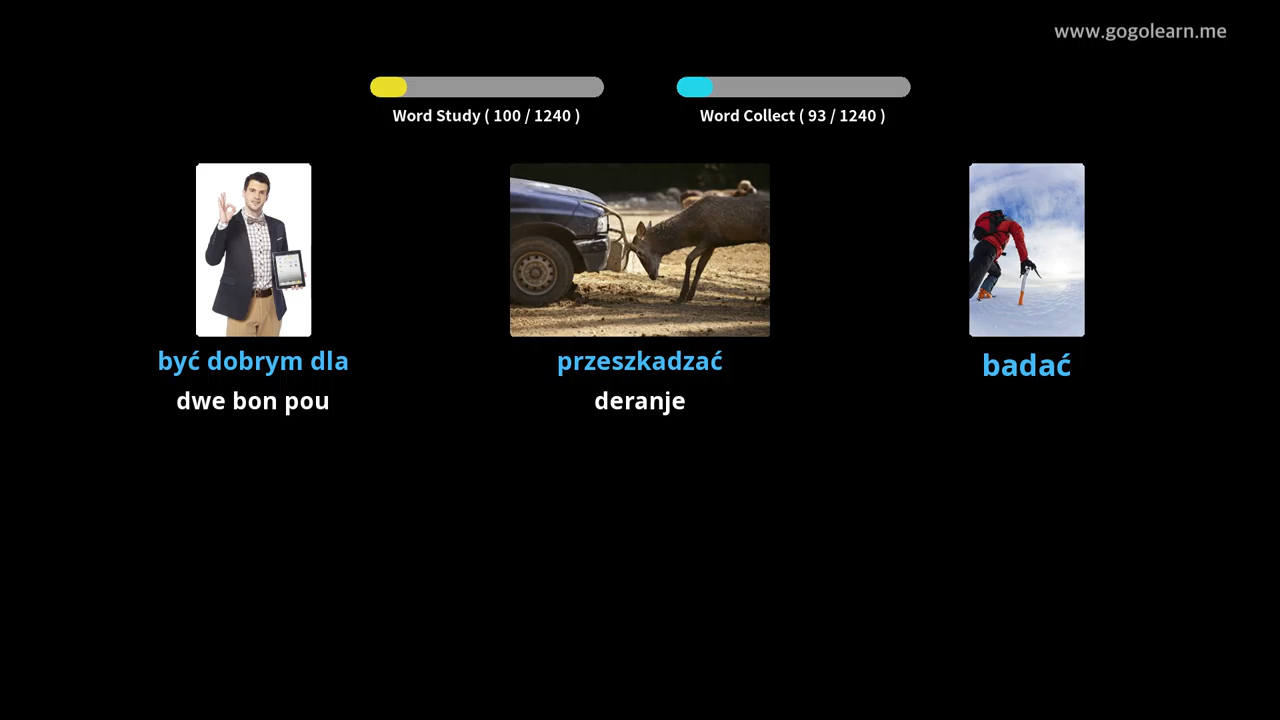 www.gogolearn.me
Word Study ( 100 / 1240 )
Word Collect ( 93 / 1240 )
być dobrym dla
dwe bon pou
przeszkadzać
deranje
badać